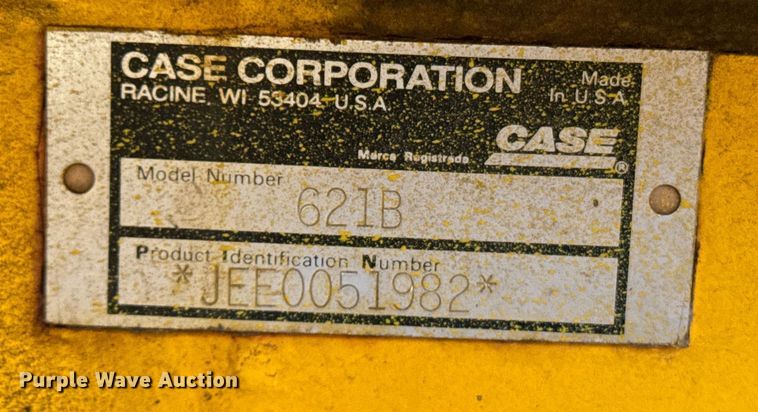 CASE CORPORATION
RACINE, WI 53404 U.S.A.
Made
In U.S.A.
CASE
®
Marca Registrada
Model Number
621B
Product Identification Number
*JEE0051982*
Purple Wave Auction